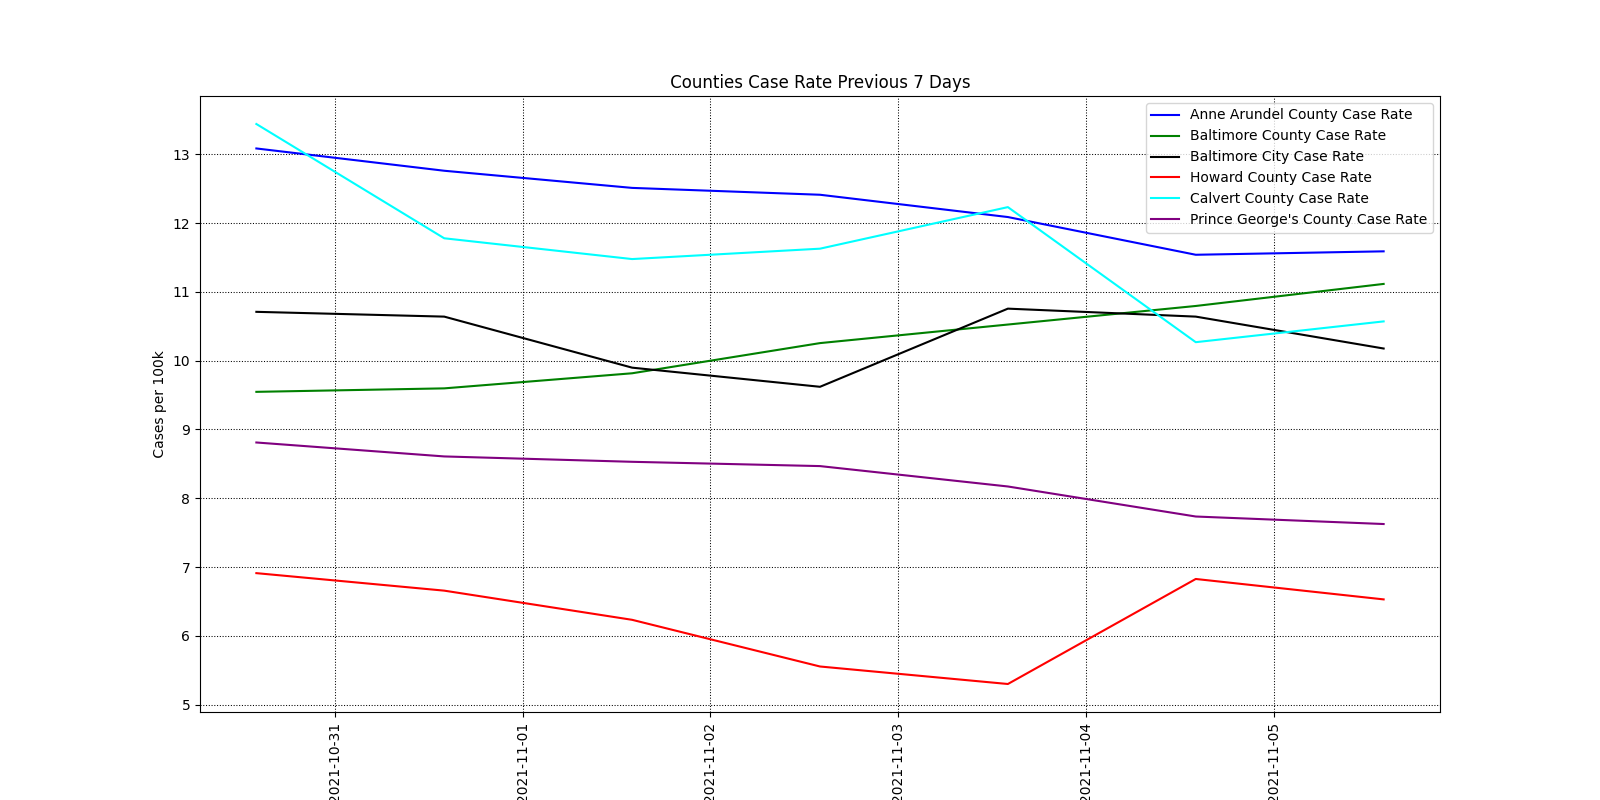 Counties Case Rate Previous 7 Days
Anne Arundel County Case Rate
Baltimore County Case Rate
Baltimore City Case Rate
Howard County Case Rate
Calvert County Case Rate
Prince George's County Case Rate
Cases per 100k
13
12
11
10
9
8
7
6
5
2021-10-31
2021-11-01
2021-11-02
2021-11-03
2021-11-04
2021-11-05